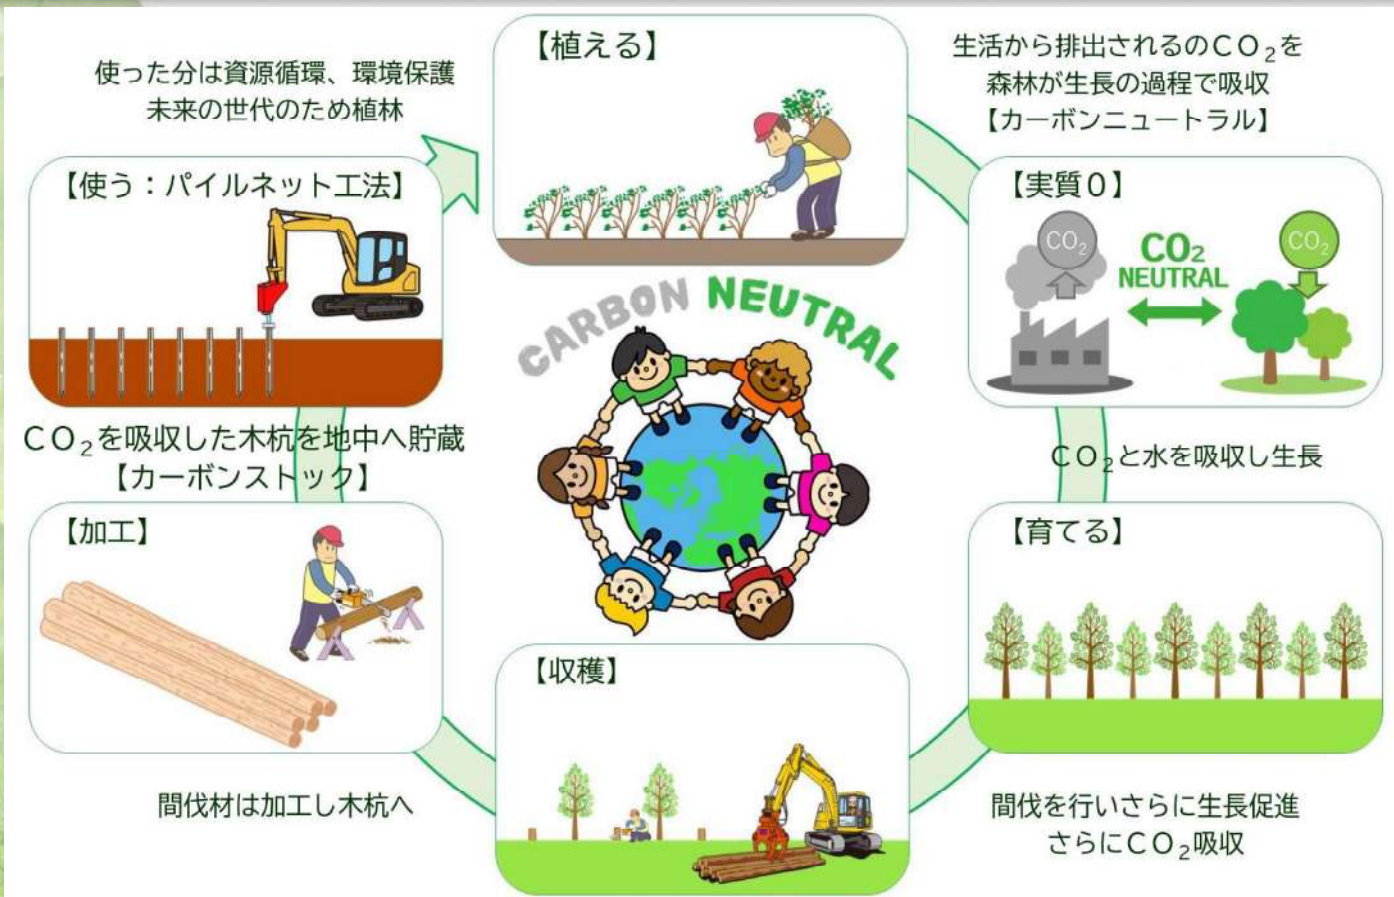 【植える】
生活から排出されるのＣＯ₂を
森林が生長の過程で吸収
【カーボンニュートラル】
【実質０】
CO₂
CO₂
NEUTRAL
CO₂
ＣＯ₂と水を吸収し生長
【育てる】
間伐を行いさらに生長促進
さらにＣＯ₂吸収
【収穫】
間伐材は加工し木杭へ
【加工】
ＣＯ₂を吸収した木杭を地中へ貯蔵
【カーボンストック】
【使う：パイルネット工法】
使った分は資源循環、環境保護
未来の世代のため植林
CARBON NEUTRAL